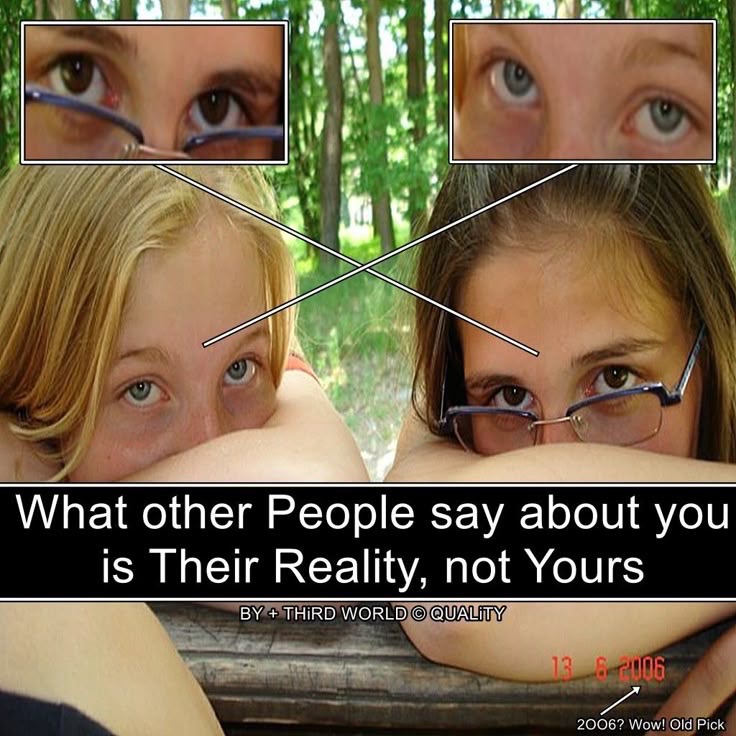 What other People say about you
is Their Reality, not Yours
BY + THiRD WORLD © QUALiTY
13 6 2006
2OO6? Wow! Old Pick